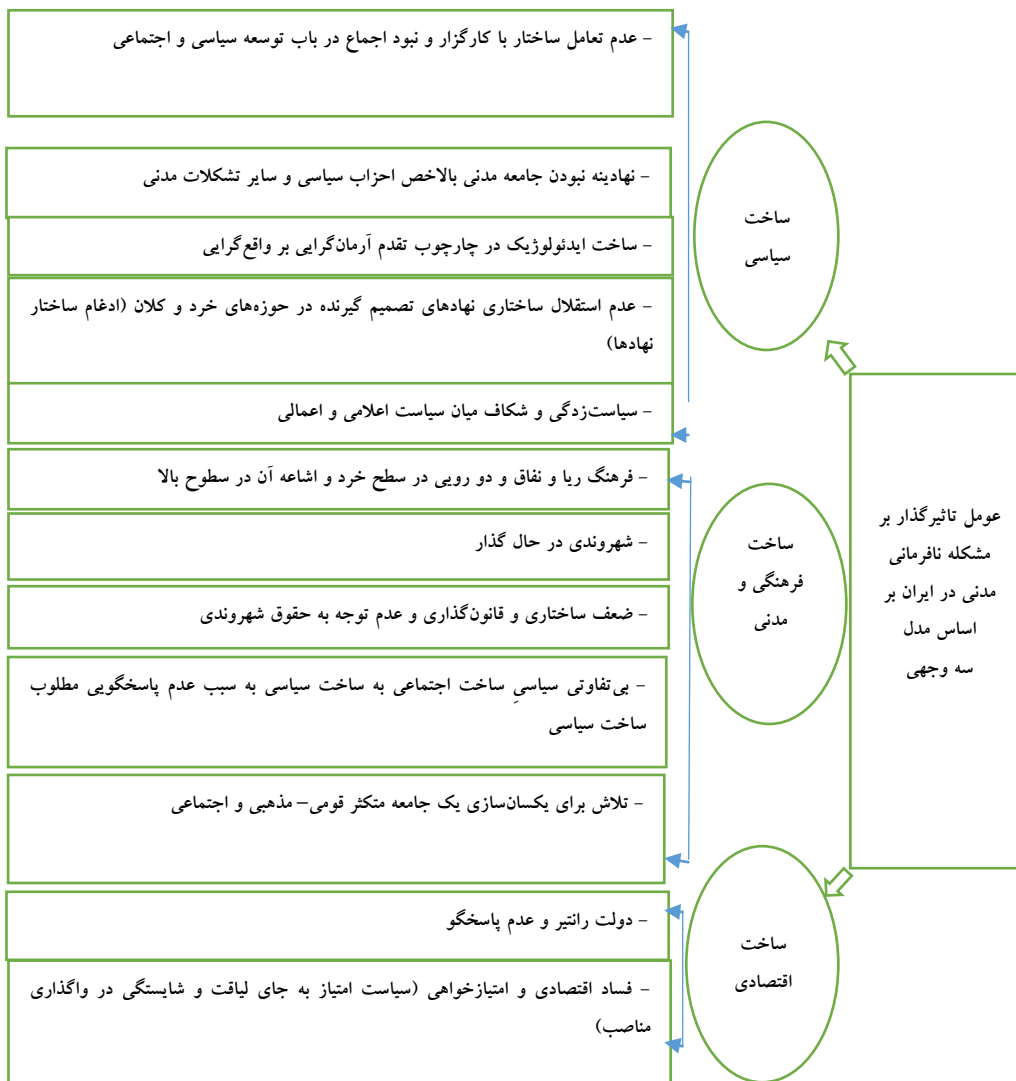 عومل تاثیرگذار بر
مشکله نافرمانی
مدنی در ایران بر
اساس مدل
سه وجهی
ساخت
سیاسی
- عدم تعامل ساختار با کارگزار و نبود اجماع در باب توسعه سیاسی و اجتماعی
- نهادینه نبودن جامعه مدنی بالاخص احزاب سیاسی و سایر تشکلات مدنی
- ساخت ایدئولوژیک در چارچوب تقدم آرمان‌گرایی بر واقع‌گرایی
- عدم استقلال ساختاری نهادهای تصمیم گیرنده در حوزه‌های خرد و کلان (ادغام ساختار
نهادها)
- سیاست‌زدگی و شکاف میان سیاست اعلامی و اعمالی
ساخت
فرهنگی و
مدنی
- فرهنگ ریا و نفاق و دو رویی در سطح خرد و اشاعه آن در سطوح بالا
- شهروندی در حال گذار
- ضعف ساختاری و قانون‌گذاری و عدم توجه به حقوق شهروندی
- بی‌تفاوتی سیاسیِ ساخت اجتماعی به ساخت سیاسی به سبب عدم پاسخگویی مطلوب
ساخت سیاسی
- تلاش برای یکسان‌سازی یک جامعه متکثر قومی– مذهبی و اجتماعی
ساخت
اقتصادی
- دولت رانتیر و عدم پاسخگو
- فساد اقتصادی و امتیازخواهی (سیاست امتیاز به جای لیاقت و شایستگی در واگذاری
مناصب)